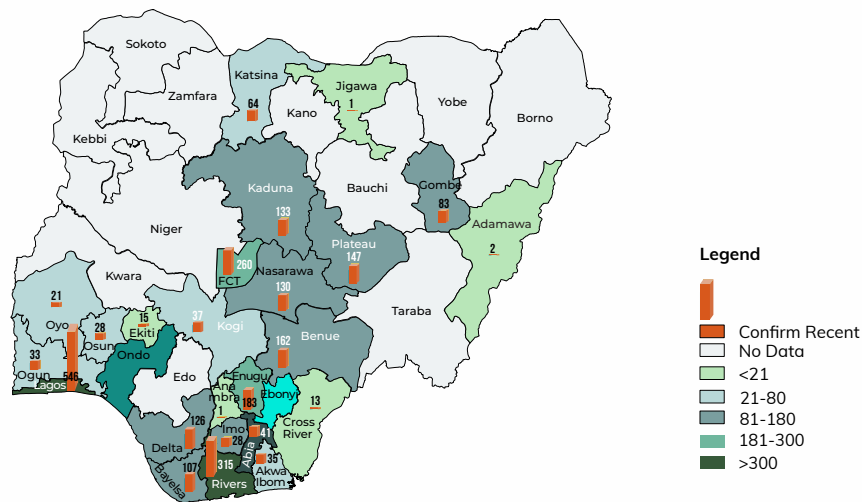 Sokoto
Katsina
64
Jigawa
1
Zamfara
Kano
Yobe
Borno
Kebbi
Kaduna
133
Bauchi
Gombe
83
Adamawa
2
Niger
Plateau
147
FCT
260
Nasarawa
130
Kwara
Taraba
21
Oyo
28
Osun
15
Ekiti
37
Kogi
Benue
162
33
Ogun
Lagos
546
Ondo
Edo
Enugu
183
Ebonyi
Ana
mbra
1
13
Cross
River
126
Delta
Imo
28
Abia
41
107
Bayelsa
315
Rivers
35
Akwa
Ibom
Legend
Confirm Recent
No Data
<21
21-80
81-180
181-300
>300